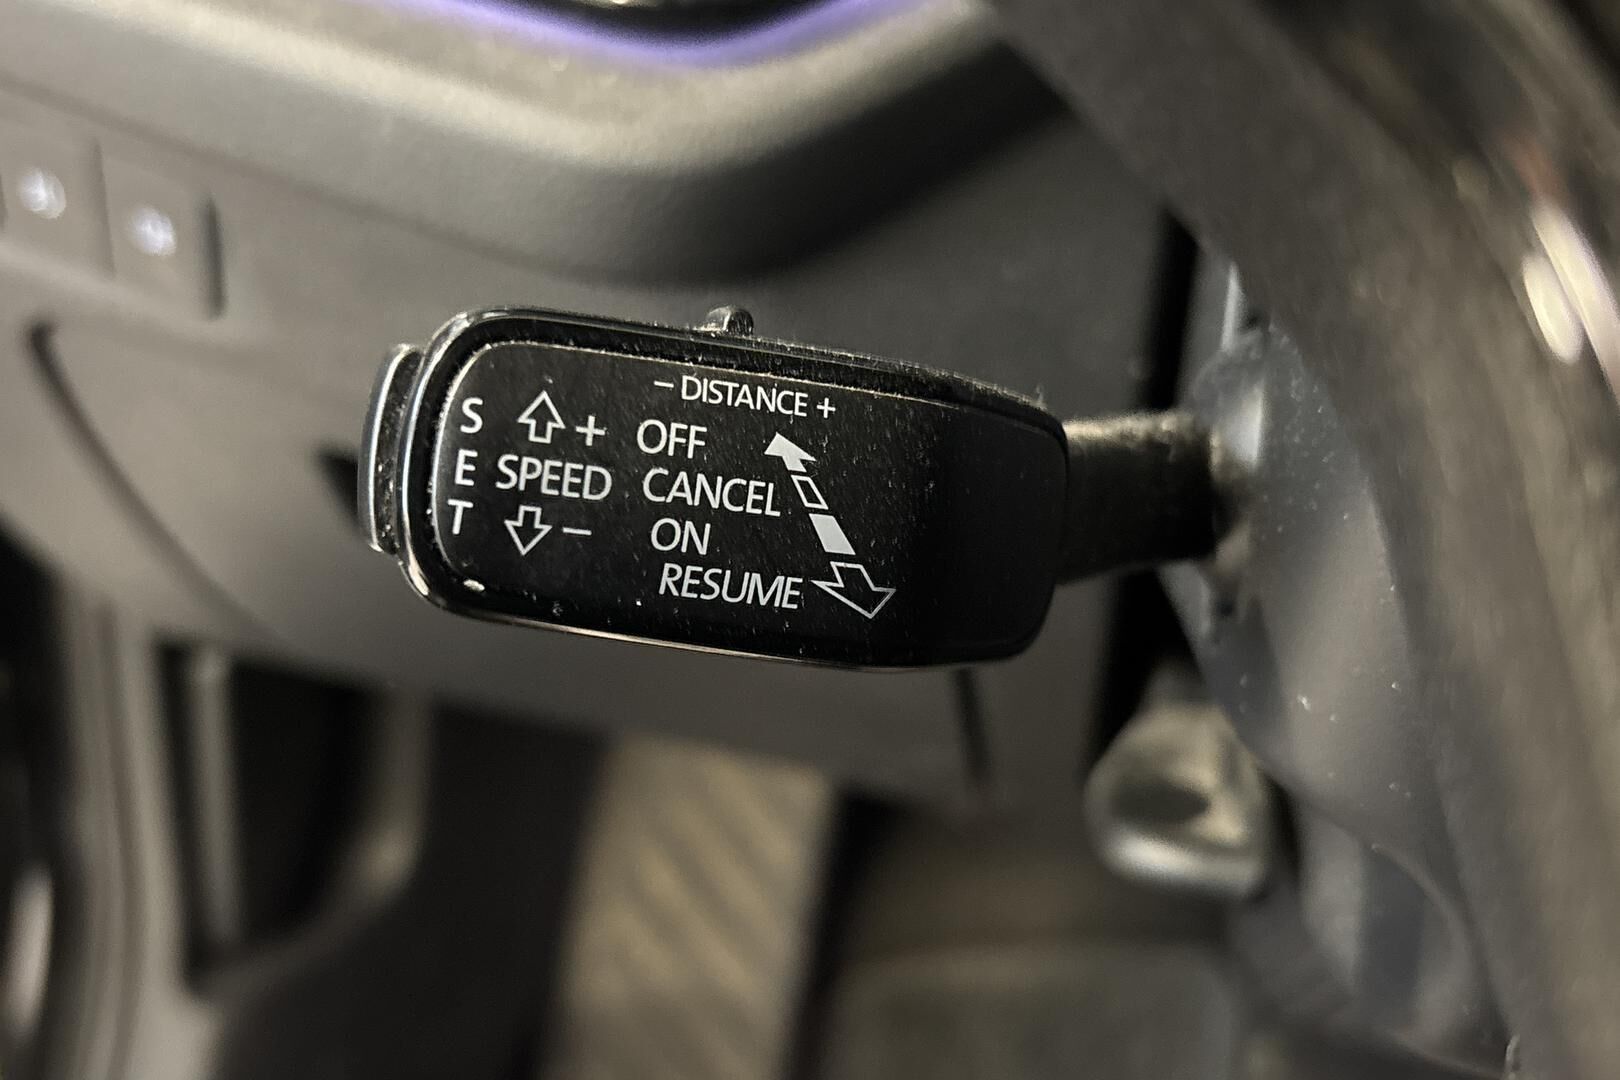 − DISTANCE +
S
E
T
+
SPEED
−
OFF
CANCEL
ON
RESUME